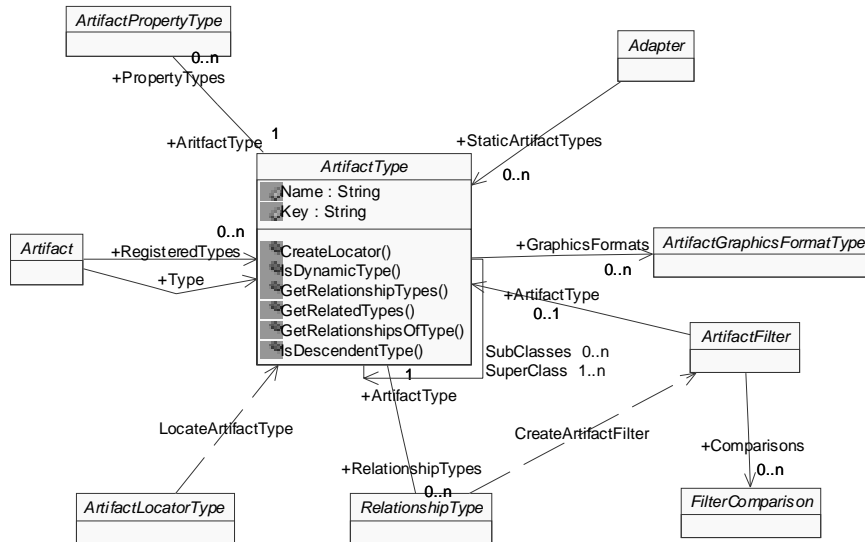 ArtifactPropertyType
0..n
+PropertyTypes
Adapter
+AritfactType
1
+StaticArtifactTypes
0..n
ArtifactType
Name : String
Key : String
0..n
Artifact
+RegisteredTypes
+Type
CreateLocator()
IsDynamicType()
GetRelationshipTypes()
GetRelatedTypes()
GetRelationshipsOfType()
IsDescendentType()
+GraphicsFormats
0..n
ArtifactGraphicsFormatType
+ArtifactType
0..1
ArtifactFilter
SubClasses 0..n
SuperClass 1..n
1
+ArtifactType
LocateArtifactType
CreateArtifactFilter
+Comparisons
0..n
+RelationshipTypes
0..n
ArtifactLocatorType
RelationshipType
FilterComparison